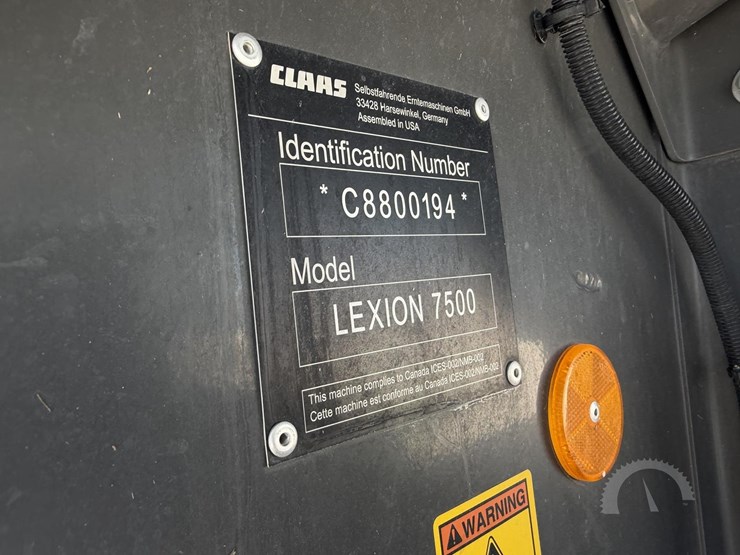 CLAAS Selbstfahrende Erntemaschinen GmbH
33428 Harsewinkel, Germany
Assembled in USA
Identification Number
* C8800194 *
Model
LEXION 7500
This machine complies to Canada ICES-002/NMB-002
Cette machine est conforme au Canada ICES-002/NMB-002
WARNING